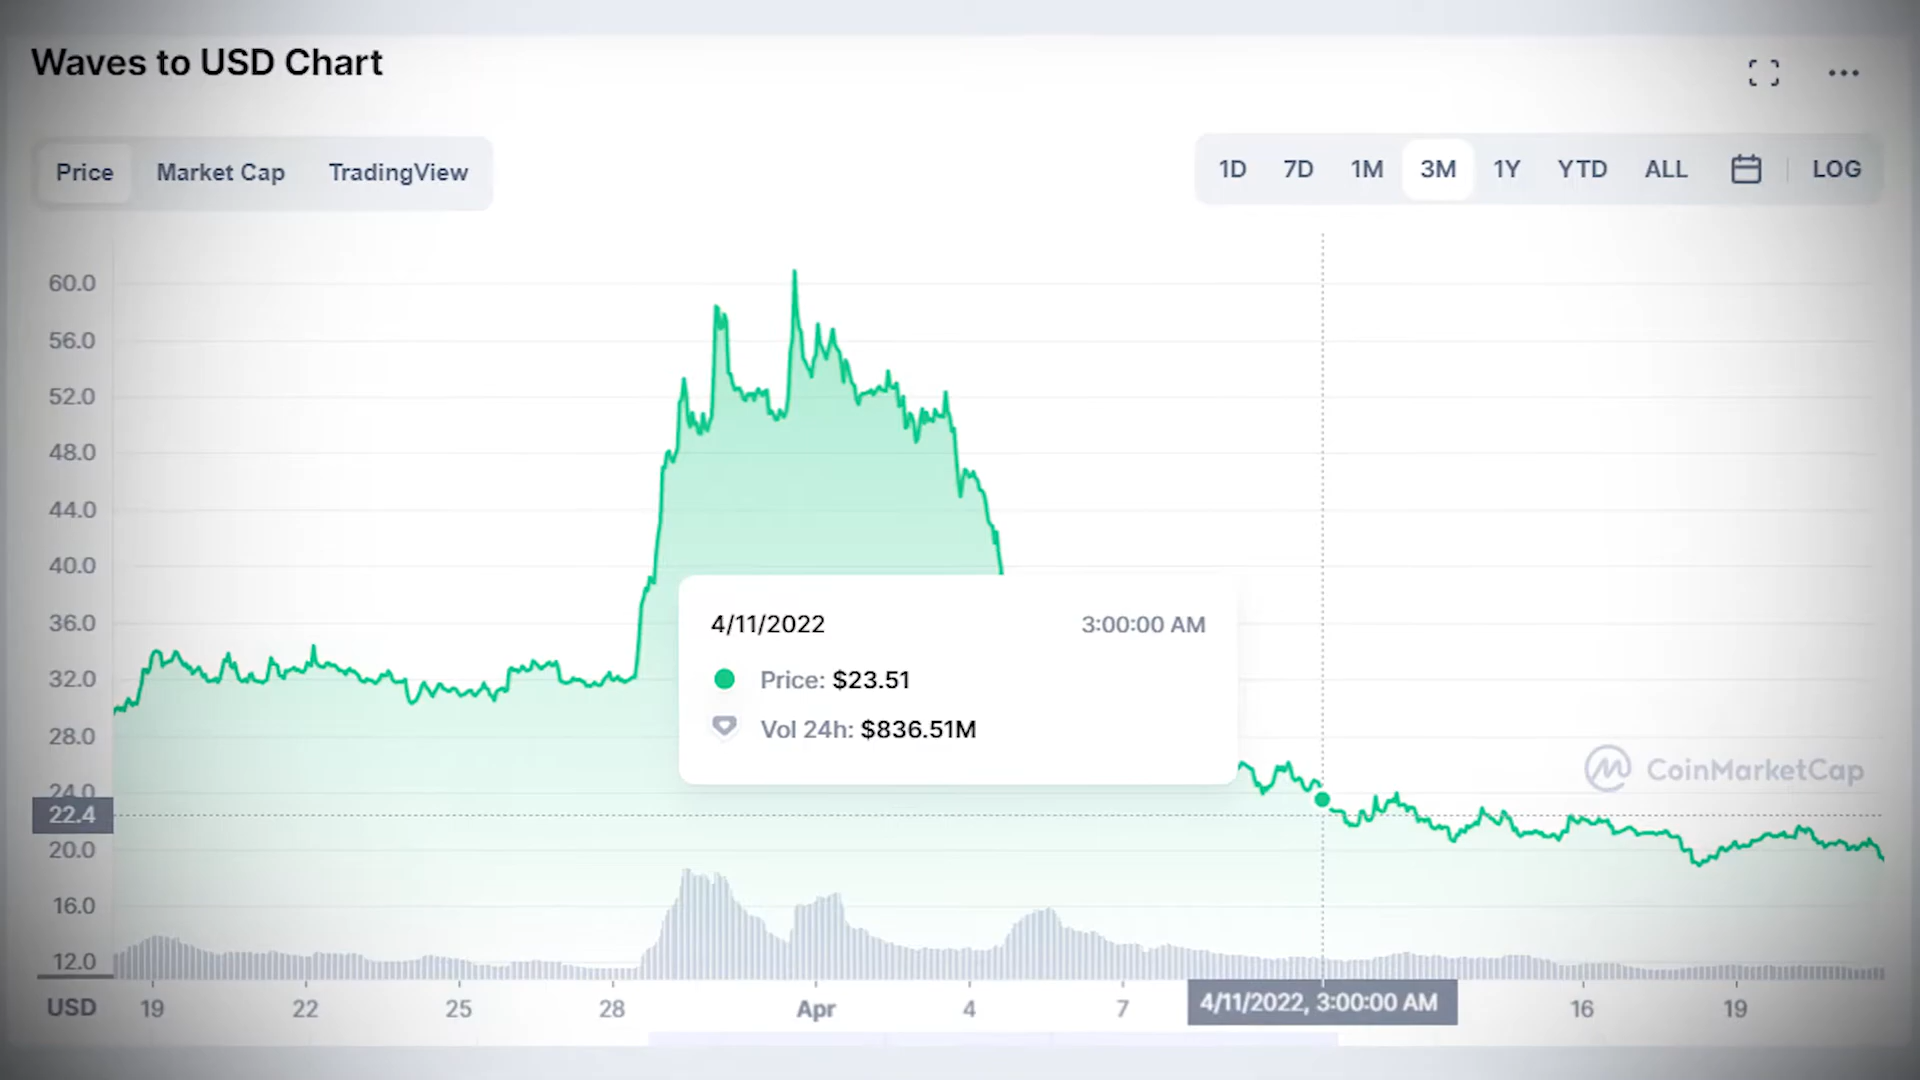 Waves to USD Chart
Price Market Cap TradingView
1D 7D 1M 3M 1Y YTD ALL LOG
60.0
56.0
52.0
48.0
44.0
40.0
36.0
32.0
28.0
24.0
22.4
20.0
16.0
12.0
4/11/2022 3:00:00 AM
Price: $23.51
Vol 24h: $836.51M
CoinMarketCap
USD 19 22 25 28 Apr 4 7 4/11/2022, 3:00:00 AM 16 19